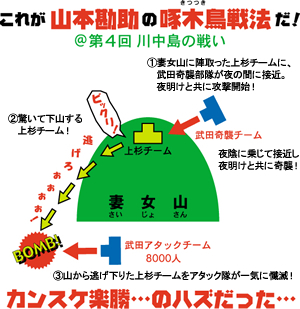 きつつき
これが山本勘助の啄木鳥戦法だ!
@第4回 川中島の戦い
①妻女山に陣取った上杉チームに、
武田奇襲部隊が夜の間に接近。
夜明けと共に攻撃開始!
②驚いて下山する
上杉チーム!
ビックリ!
上杉チーム
武田奇襲チーム
夜陰に乗じて接近し
夜明けと共に奇襲!
逃げろぉぉぉぉ!
妻女山
さい じょ さん
BOMB!
武田アタックチーム
8000人
③山から逃げ下りた上杉チームをアタック隊が一気に殲滅!
カンスケ楽勝…のハズだった…